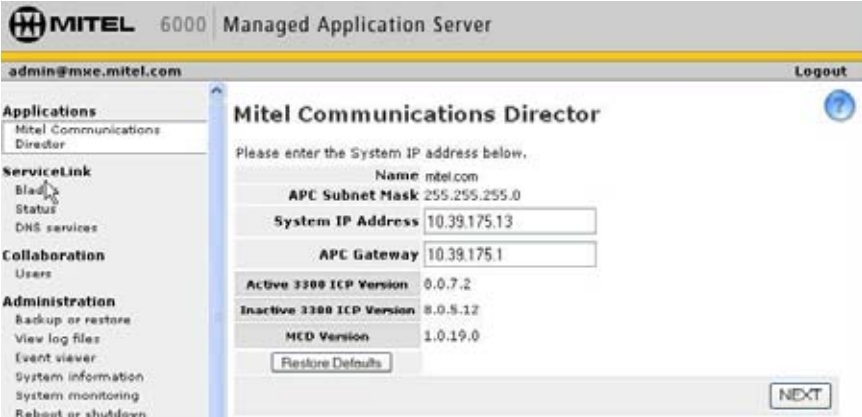 MITEL 6000 Managed Application Server
admin@mxe.mitel.com
Logout
Applications
Mitel Communications
Director
ServiceLink
Blades
Status
DNS services
Collaboration
Users
Administration
Backup or restore
View log files
Event viewer
System information
System monitoring
Reboot or shutdown
Mitel Communications Director
?
Please enter the System IP address below.
Name mitel.com
APC Subnet Mask 255.255.255.0
System IP Address 10.39.175.13
APC Gateway 10.39.175.1
Active 3300 ICP Version 8.0.7.2
Inactive 3300 ICP Version 8.0.5.12
MCD Version 1.0.19.0
Restore Defaults
NEXT